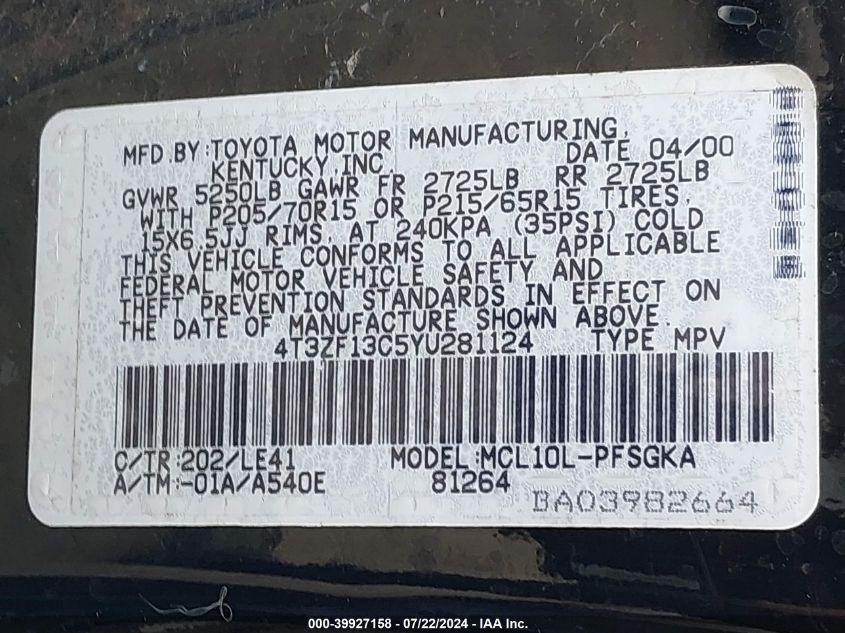 MFD.BY:TOYOTA MOTOR MANUFACTURING,
KENTUCKY,INC. DATE 04/00
GVWR 5250LB GAWR FR 2725LB RR 2725LB
WITH P205/70R15 OR P215/65R15 TIRES,
15X6.5JJ RIMS, AT 240KPA (35PSI) COLD
THIS VEHICLE CONFORMS TO ALL APPLICABLE
FEDERAL MOTOR VEHICLE SAFETY AND
THEFT PREVENTION STANDARDS IN EFFECT ON
THE DATE OF MANUFACTURE SHOWN ABOVE.
4T3ZF13C5YU281124 TYPE MPV
C/TR:202/LE41 MODEL:MCL10L-PFSGKA
A/TM:-01A/A540E 81264
BA03982664
000-39927158 - 07/22/2024 - IAA Inc.